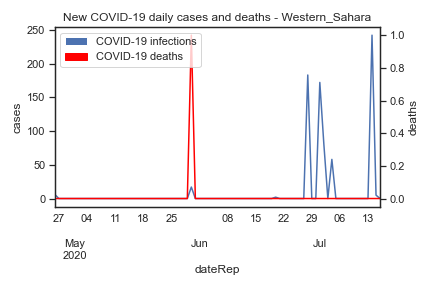 New COVID-19 daily cases and deaths - Western_Sahara
COVID-19 infections
COVID-19 deaths
250
200
150
100
50
0
cases
1.0
0.8
0.6
0.4
0.2
0.0
deaths
27 04 11 18 25 08 15 22 29 06 13
May Jun Jul
2020
dateRep